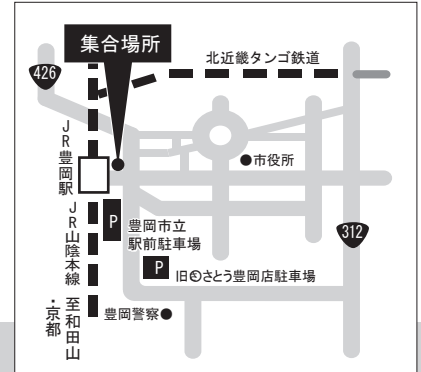 集合場所
北近畿タンゴ鉄道
426
JR豊岡駅
●市役所
JR山陰本線
P
豊岡市立
駅前駐車場
312
P
旧さとう豊岡店駐車場
豊岡警察●
至和田山
・京都